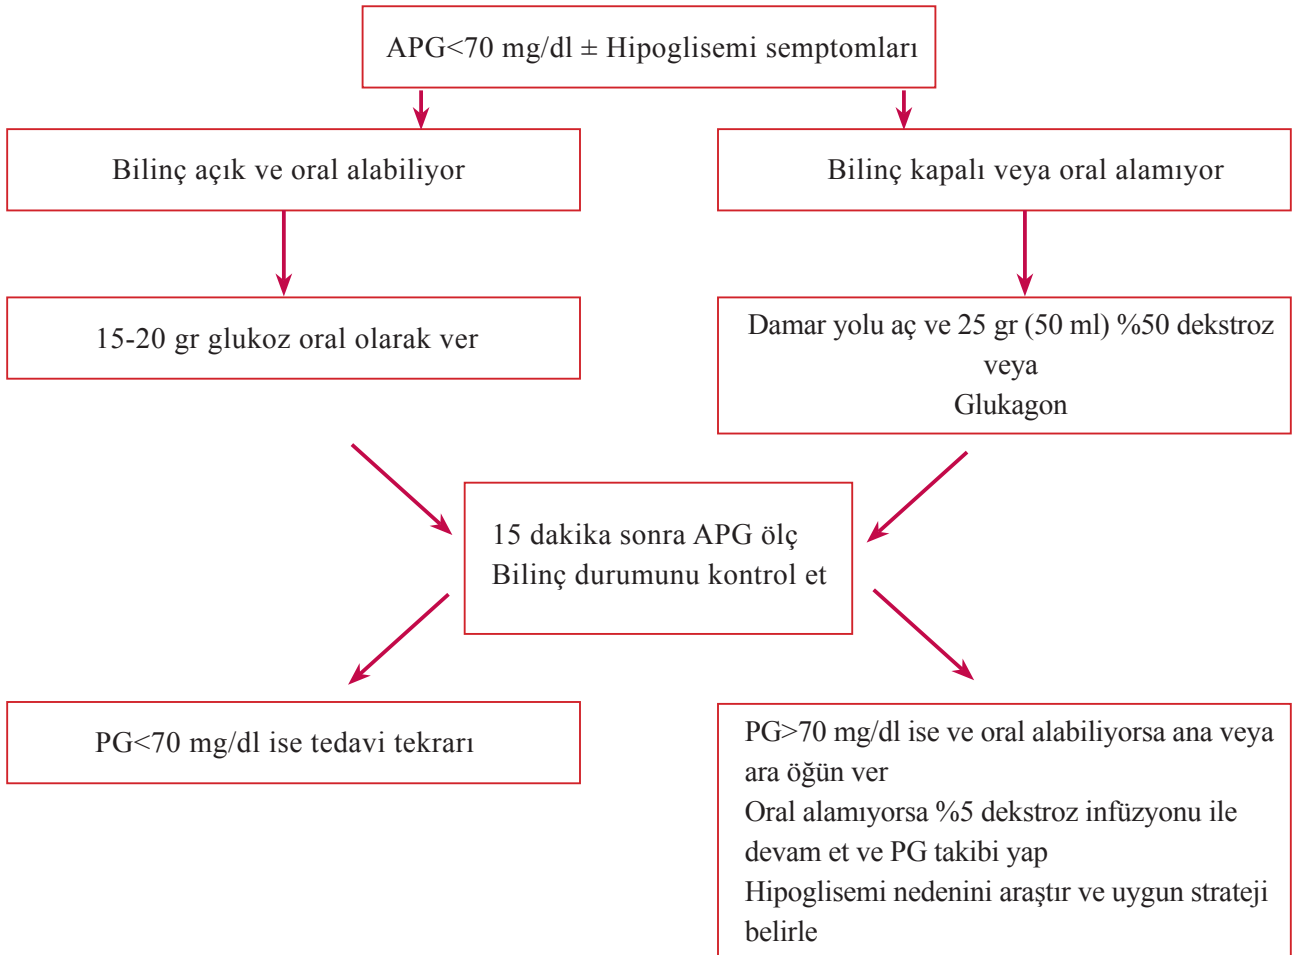 APG<70 mg/dl ± Hipoglisemi semptomları
Bilinç açık ve oral alabiliyor
Bilinç kapalı veya oral alamıyor
15-20 gr glukoz oral olarak ver
Damar yolu aç ve 25 gr (50 ml) %50 dekstroz
veya
Glukagon
15 dakika sonra APG ölç
Bilinç durumunu kontrol et
PG<70 mg/dl ise tedavi tekrarı
PG>70 mg/dl ise ve oral alabiliyorsa ana veya
ara öğün ver
Oral alamıyorsa %5 dekstroz infüzyonu ile
devam et ve PG takibi yap
Hipoglisemi nedenini araştır ve uygun strateji
belirle